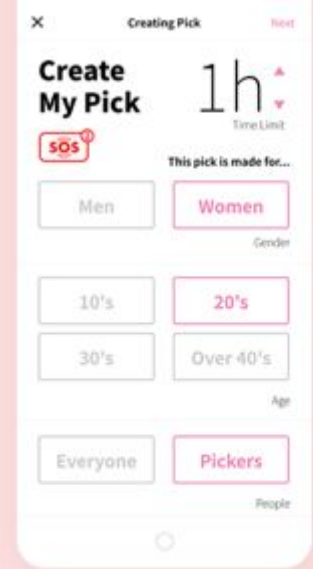 Creating Pick Next
Create
My Pick
1h
Time Limit
SOS
This pick is made for...
Men Women
Gender
10's 20's
30's Over 40's
Age
Everyone Pickers
People